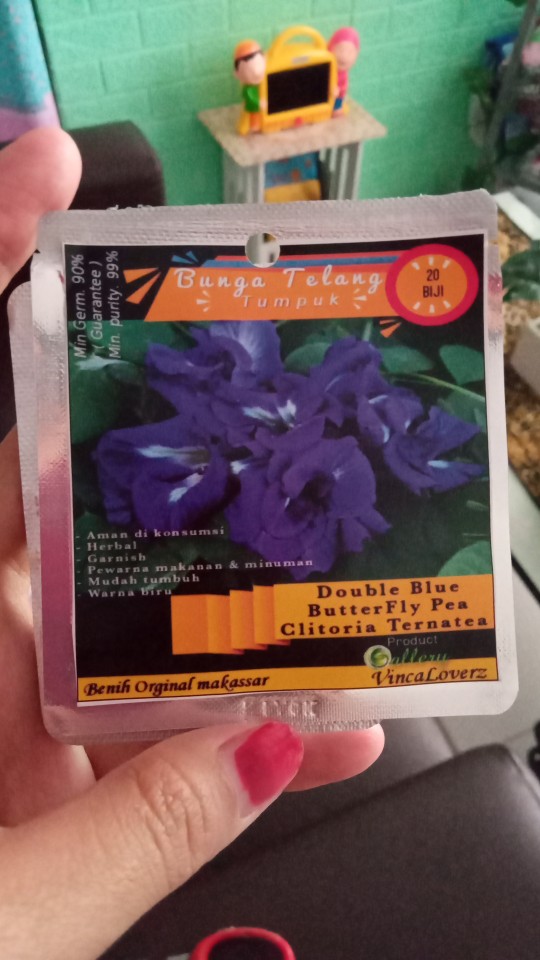 Min Germ. 90%
( Guarantee )
Min. purity. 99%
Bunga Telang
Tumpuk
20
BIJI
- Aman di konsumsi
- Herbal
- Garnish
- Pewarna makanan & minuman
- Mudah tumbuh
- Warna biru
Double Blue
ButterFly Pea
Clitoria Ternatea
Product
Gallery
VincaLoverz
Benih Orginal makassar